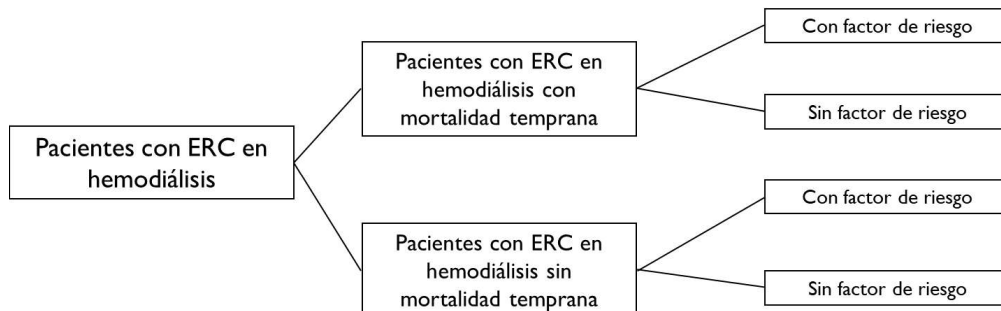 Con factor de riesgo
Pacientes con ERC en
hemodiálisis con
mortalidad temprana
Sin factor de riesgo
Pacientes con ERC en
hemodiálisis
Con factor de riesgo
Pacientes con ERC en
hemodiálisis sin
mortalidad temprana
Sin factor de riesgo